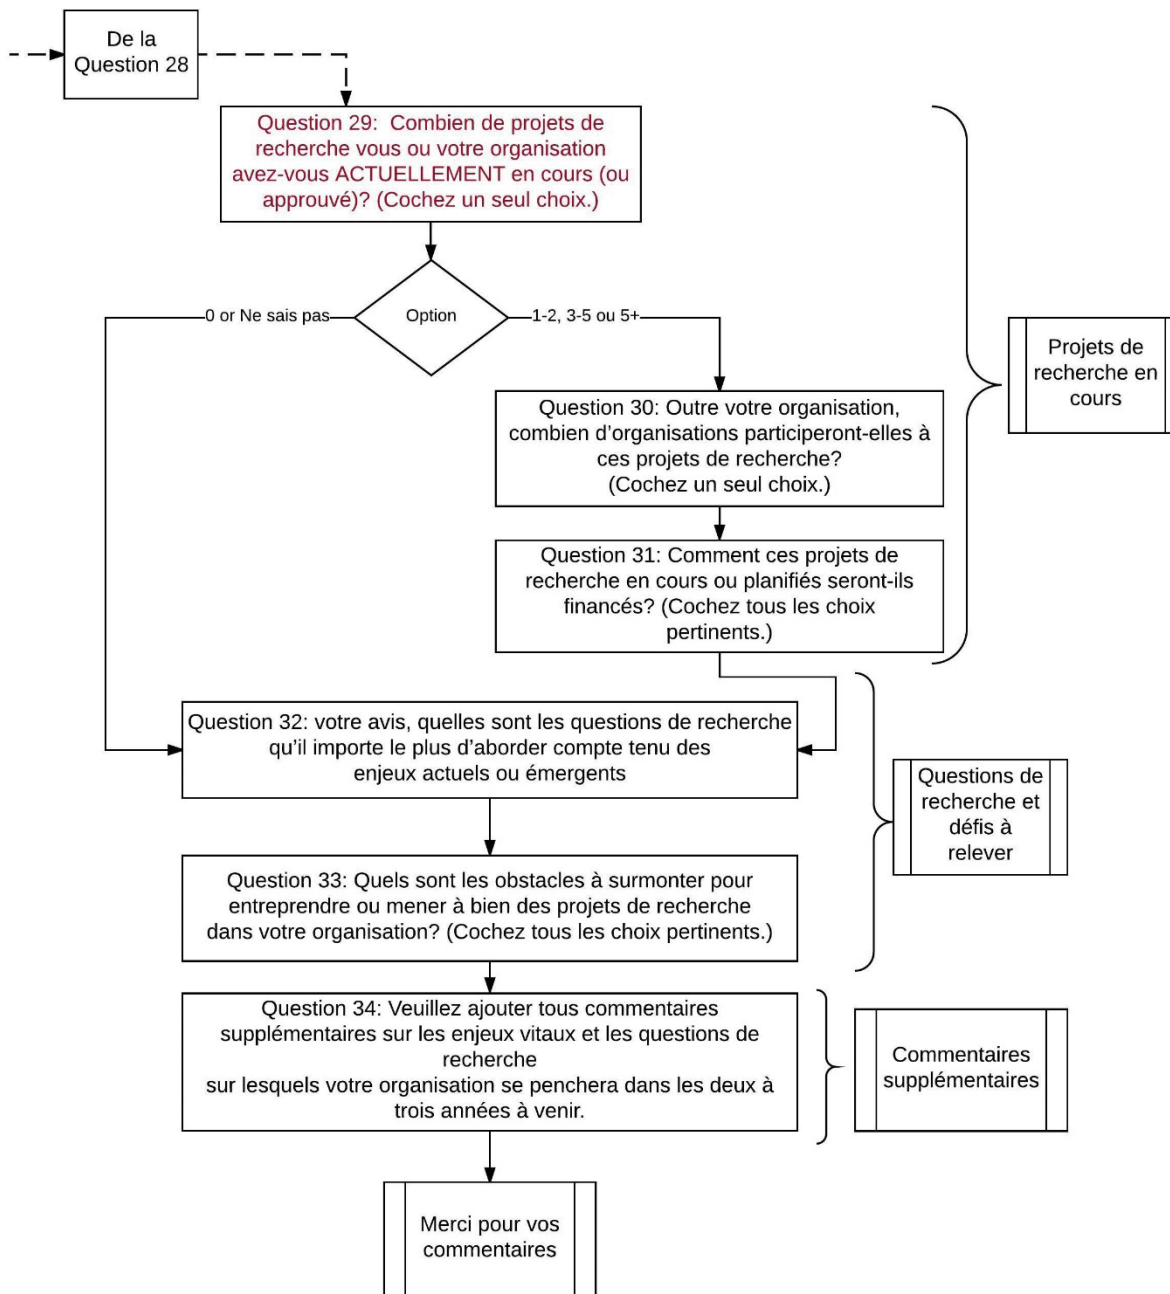 De la
Question 28
Question 29:  Combien de projets de
recherche vous ou votre organisation
avez-vous ACTUELLEMENT en cours (ou
approuvé)? (Cochez un seul choix.)
0 or Ne sais pas
Option
1-2, 3-5 ou 5+
Question 30: Outre votre organisation,
combien d’organisations participeront-elles à
ces projets de recherche?
(Cochez un seul choix.)
Projets de
recherche en
cours
Question 31: Comment ces projets de
recherche en cours ou planifiés seront-ils
financés? (Cochez tous les choix
pertinents.)
Question 32: votre avis, quelles sont les questions de recherche
qu’il importe le plus d’aborder compte tenu des
enjeux actuels ou émergents
Questions de
recherche et
défis à
relever
Question 33: Quels sont les obstacles à surmonter pour
entreprendre ou mener à bien des projets de recherche
dans votre organisation? (Cochez tous les choix pertinents.)
Question 34: Veuillez ajouter tous commentaires
supplémentaires sur les enjeux vitaux et les questions de
recherche
sur lesquels votre organisation se penchera dans les deux à
trois années à venir.
Commentaires
supplémentaires
Merci pour vos
commentaires